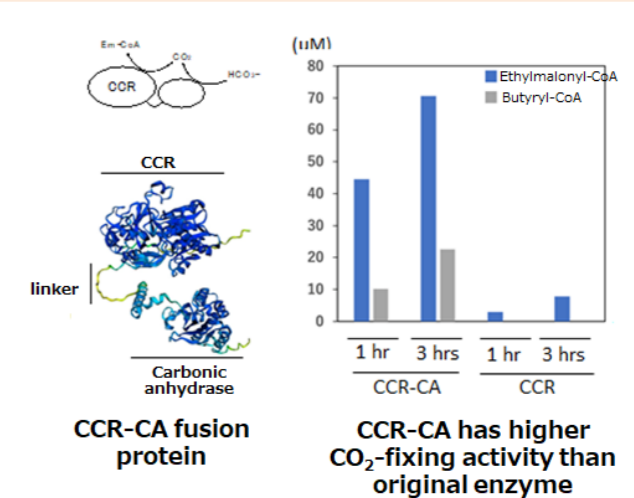 Em-CoA
CO₂
HCO₃-
CCR
CCR
linker
Carbonic
anhydrase
CCR-CA fusion
protein
(uM)
80
70
60
50
40
30
20
10
0
Ethylmalonyl-CoA
Butyryl-CoA
1 hr 3 hrs 1 hr 3 hrs
CCR-CA CCR
CCR-CA has higher
CO₂-fixing activity than
original enzyme